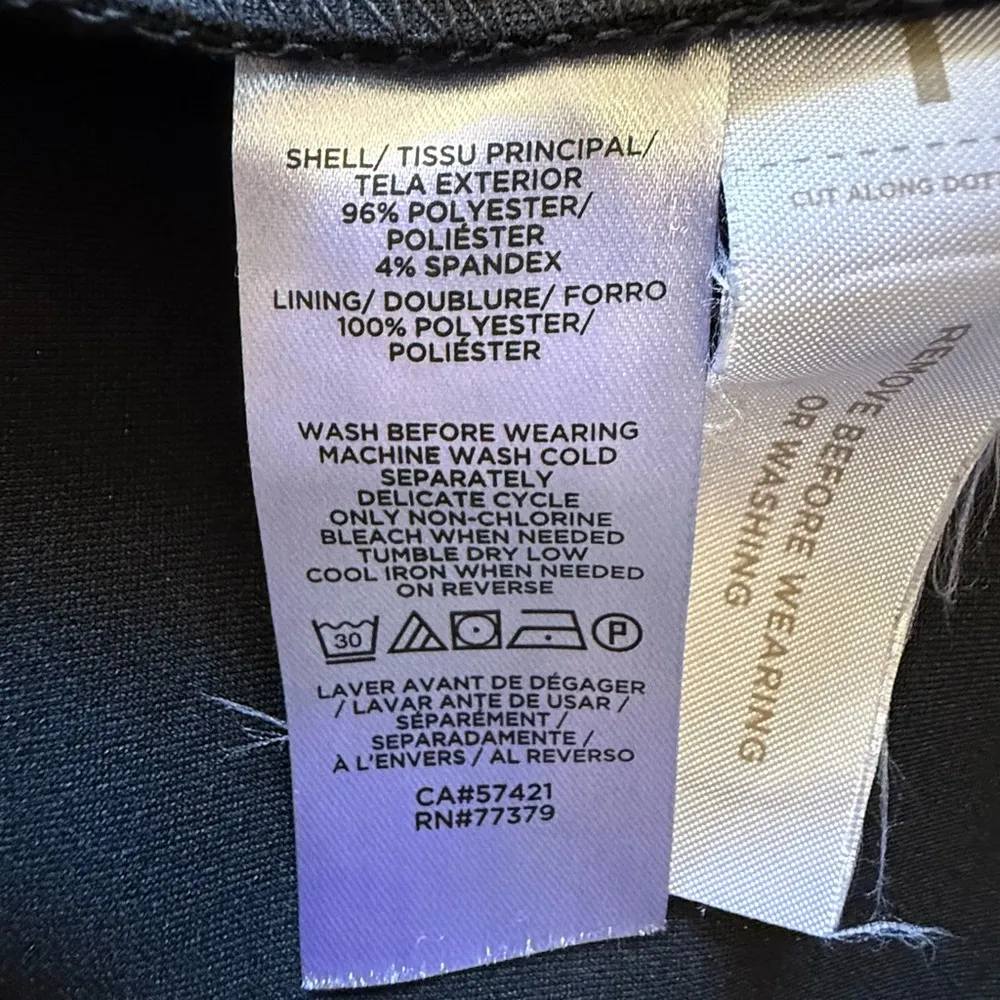 SHELL/ TISSU PRINCIPAL/
TELA EXTERIOR
96% POLYESTER/
POLIÉSTER
4% SPANDEX
LINING/ DOUBLURE/ FORRO
100% POLYESTER/
POLIÉSTER
WASH BEFORE WEARING
MACHINE WASH COLD
SEPARATELY
DELICATE CYCLE
ONLY NON-CHLORINE
BLEACH WHEN NEEDED
TUMBLE DRY LOW
COOL IRON WHEN NEEDED
ON REVERSE
30 P
LAVER AVANT DE DÉGAGER
/ LAVAR ANTE DE USAR /
SÉPARÉMENT /
SEPARADAMENTE /
À L'ENVERS / AL REVERSO
CA#57421
RN#77379
CUT ALONG DOT
REMOVE BEFORE WEARING
OR WASHING